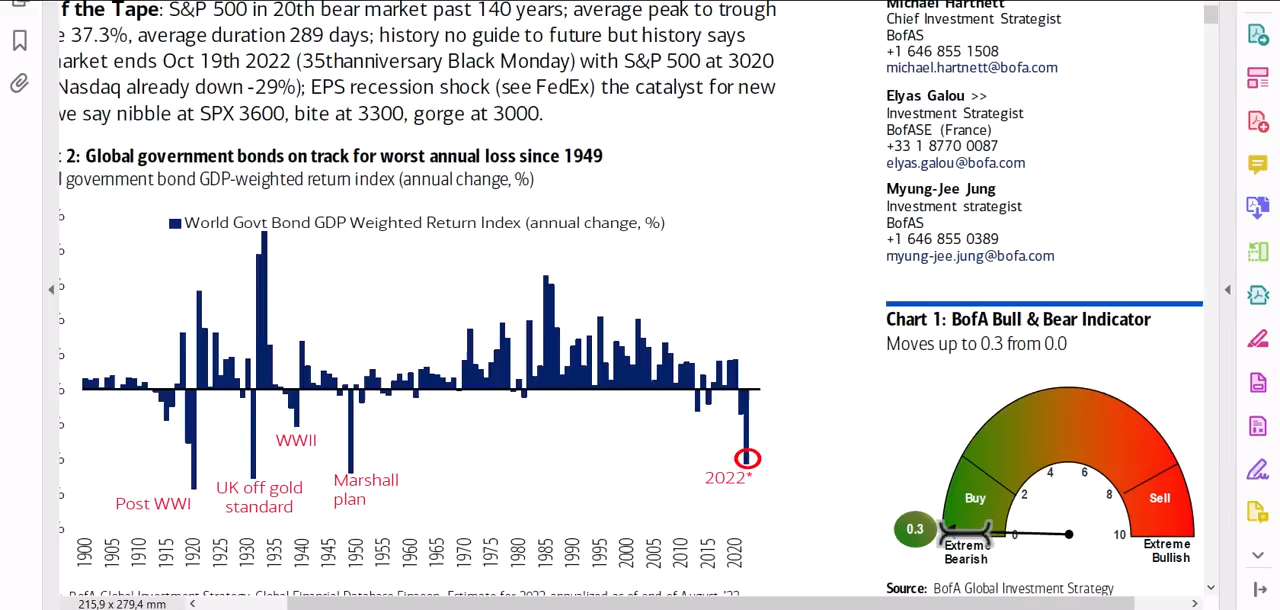 f the Tape: S&P 500 in 20th bear market past 140 years; average peak to trough
e 37.3%, average duration 289 days; history no guide to future but history says
arket ends Oct 19th 2022 (35thanniversary Black Monday) with S&P 500 at 3020
Nasdaq already down -29%); EPS recession shock (see FedEx) the catalyst for new
we say nibble at SPX 3600, bite at 3300, gorge at 3000.
: 2: Global government bonds on track for worst annual loss since 1949
l government bond GDP-weighted return index (annual change, %)
World Govt Bond GDP Weighted Return Index (annual change, %)
WWII
Post WWI
UK off gold
standard
Marshall
plan
2022*
1900 1905 1910 1915 1920 1925 1930 1935 1940 1945 1950 1955 1960 1965 1970 1975 1980 1985 1990 1995 2000 2005 2010 2015 2020
215,9 x 279,4 mm
Michael Hartnett
Chief Investment Strategist
BofAS
+1 646 855 1508
michael.hartnett@bofa.com
Elyas Galou >>
Investment Strategist
BofASE (France)
+33 1 8770 0087
elyas.galou@bofa.com
Myung-Jee Jung
Investment strategist
BofAS
+1 646 855 0389
myung-jee.jung@bofa.com
Chart 1: BofA Bull & Bear Indicator
Moves up to 0.3 from 0.0
4 6
2 8
Buy
Sell
0.3
0 10
Extreme
Bearish
Extreme
Bullish
Source: BofA Global Investment Strategy